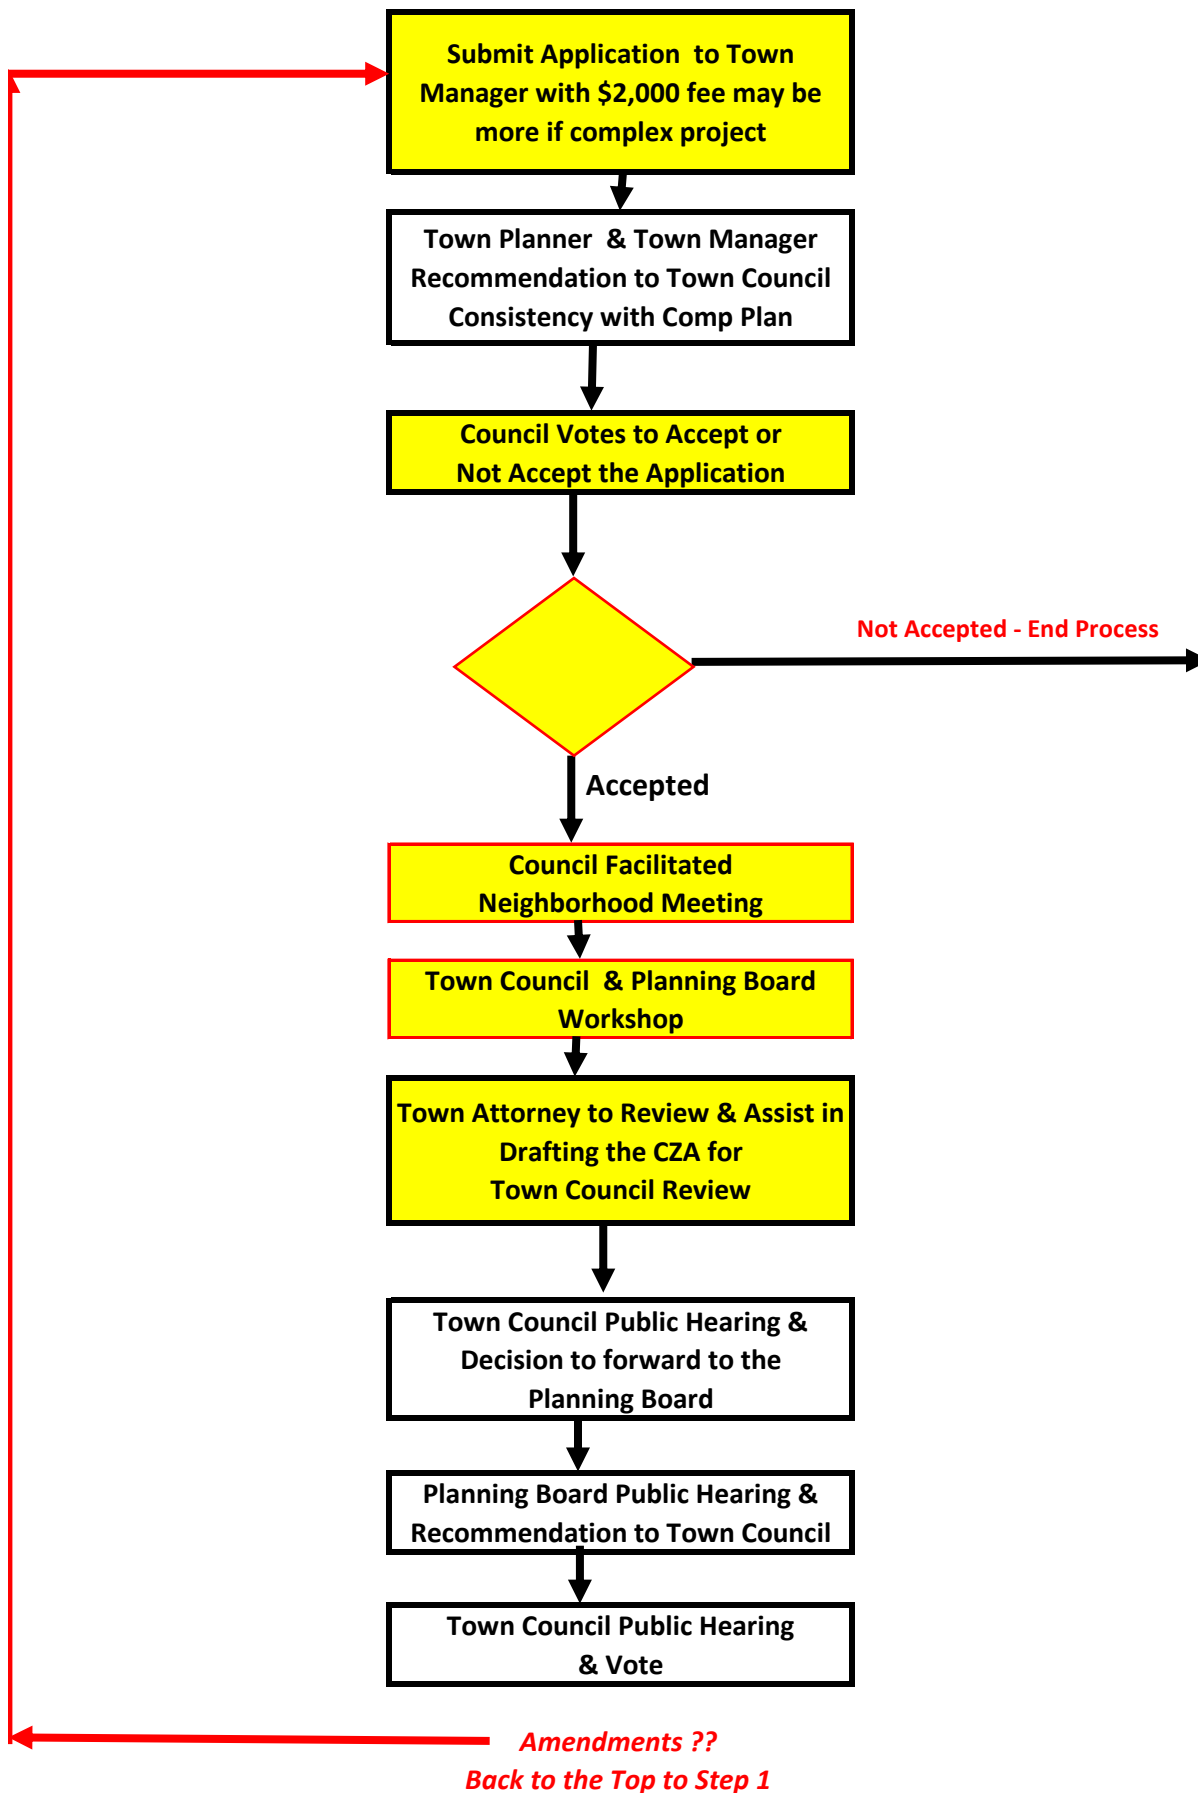 Submit Application to Town
Manager with $2,000 fee may be
more if complex project
Town Planner & Town Manager
Recommendation to Town Council
Consistency with Comp Plan
Council Votes to Accept or
Not Accept the Application
Not Accepted - End Process
Accepted
Council Facilitated
Neighborhood Meeting
Town Council & Planning Board
Workshop
Town Attorney to Review & Assist in
Drafting the CZA for
Town Council Review
Town Council Public Hearing &
Decision to forward to the
Planning Board
Planning Board Public Hearing &
Recommendation to Town Council
Town Council Public Hearing
& Vote
Amendments ??
Back to the Top to Step 1